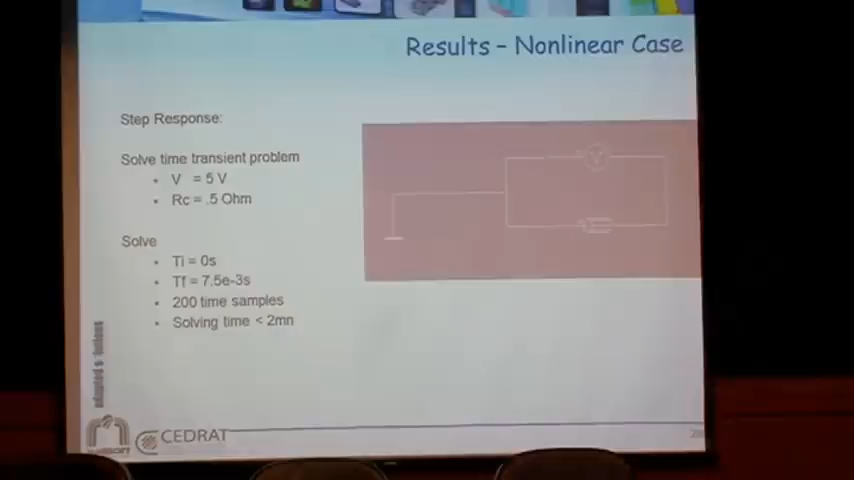 Results – Nonlinear Case
Step Response:
Solve time transient problem
• V = 5 V
• Rc = .5 Ohm
V
Solve
• Ti = 0s
• Tf = 7.5e-3s
• 200 time samples
• Solving time < 2mn
CEDRAT